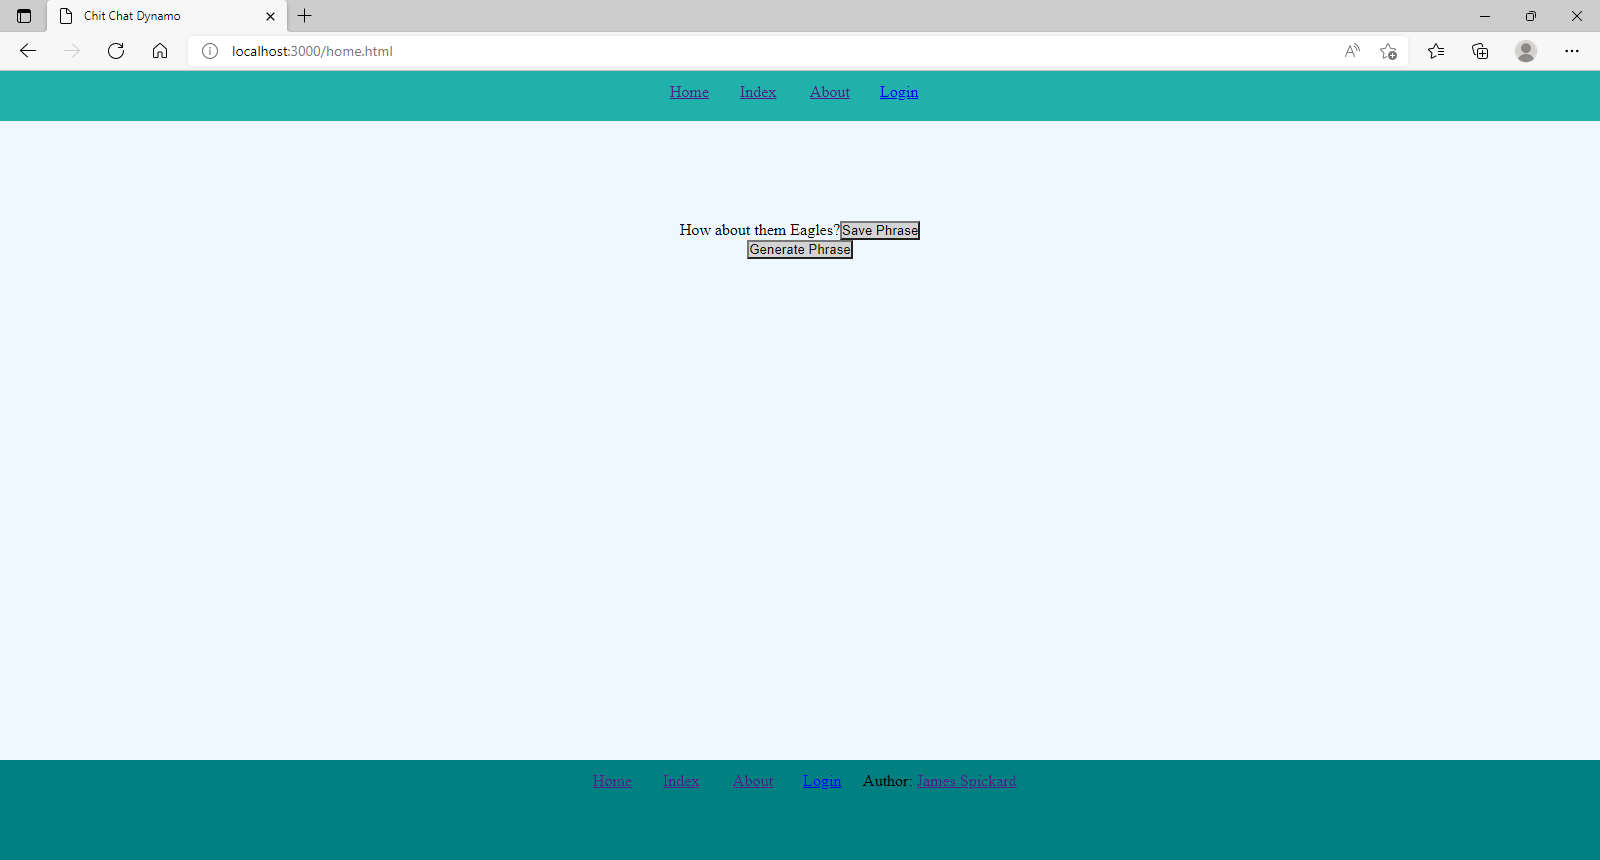 Chit Chat Dynamo
localhost:3000/home.html
Home Index About Login
How about them Eagles? Save Phrase
Generate Phrase
Home Index About Login Author: James Spickard